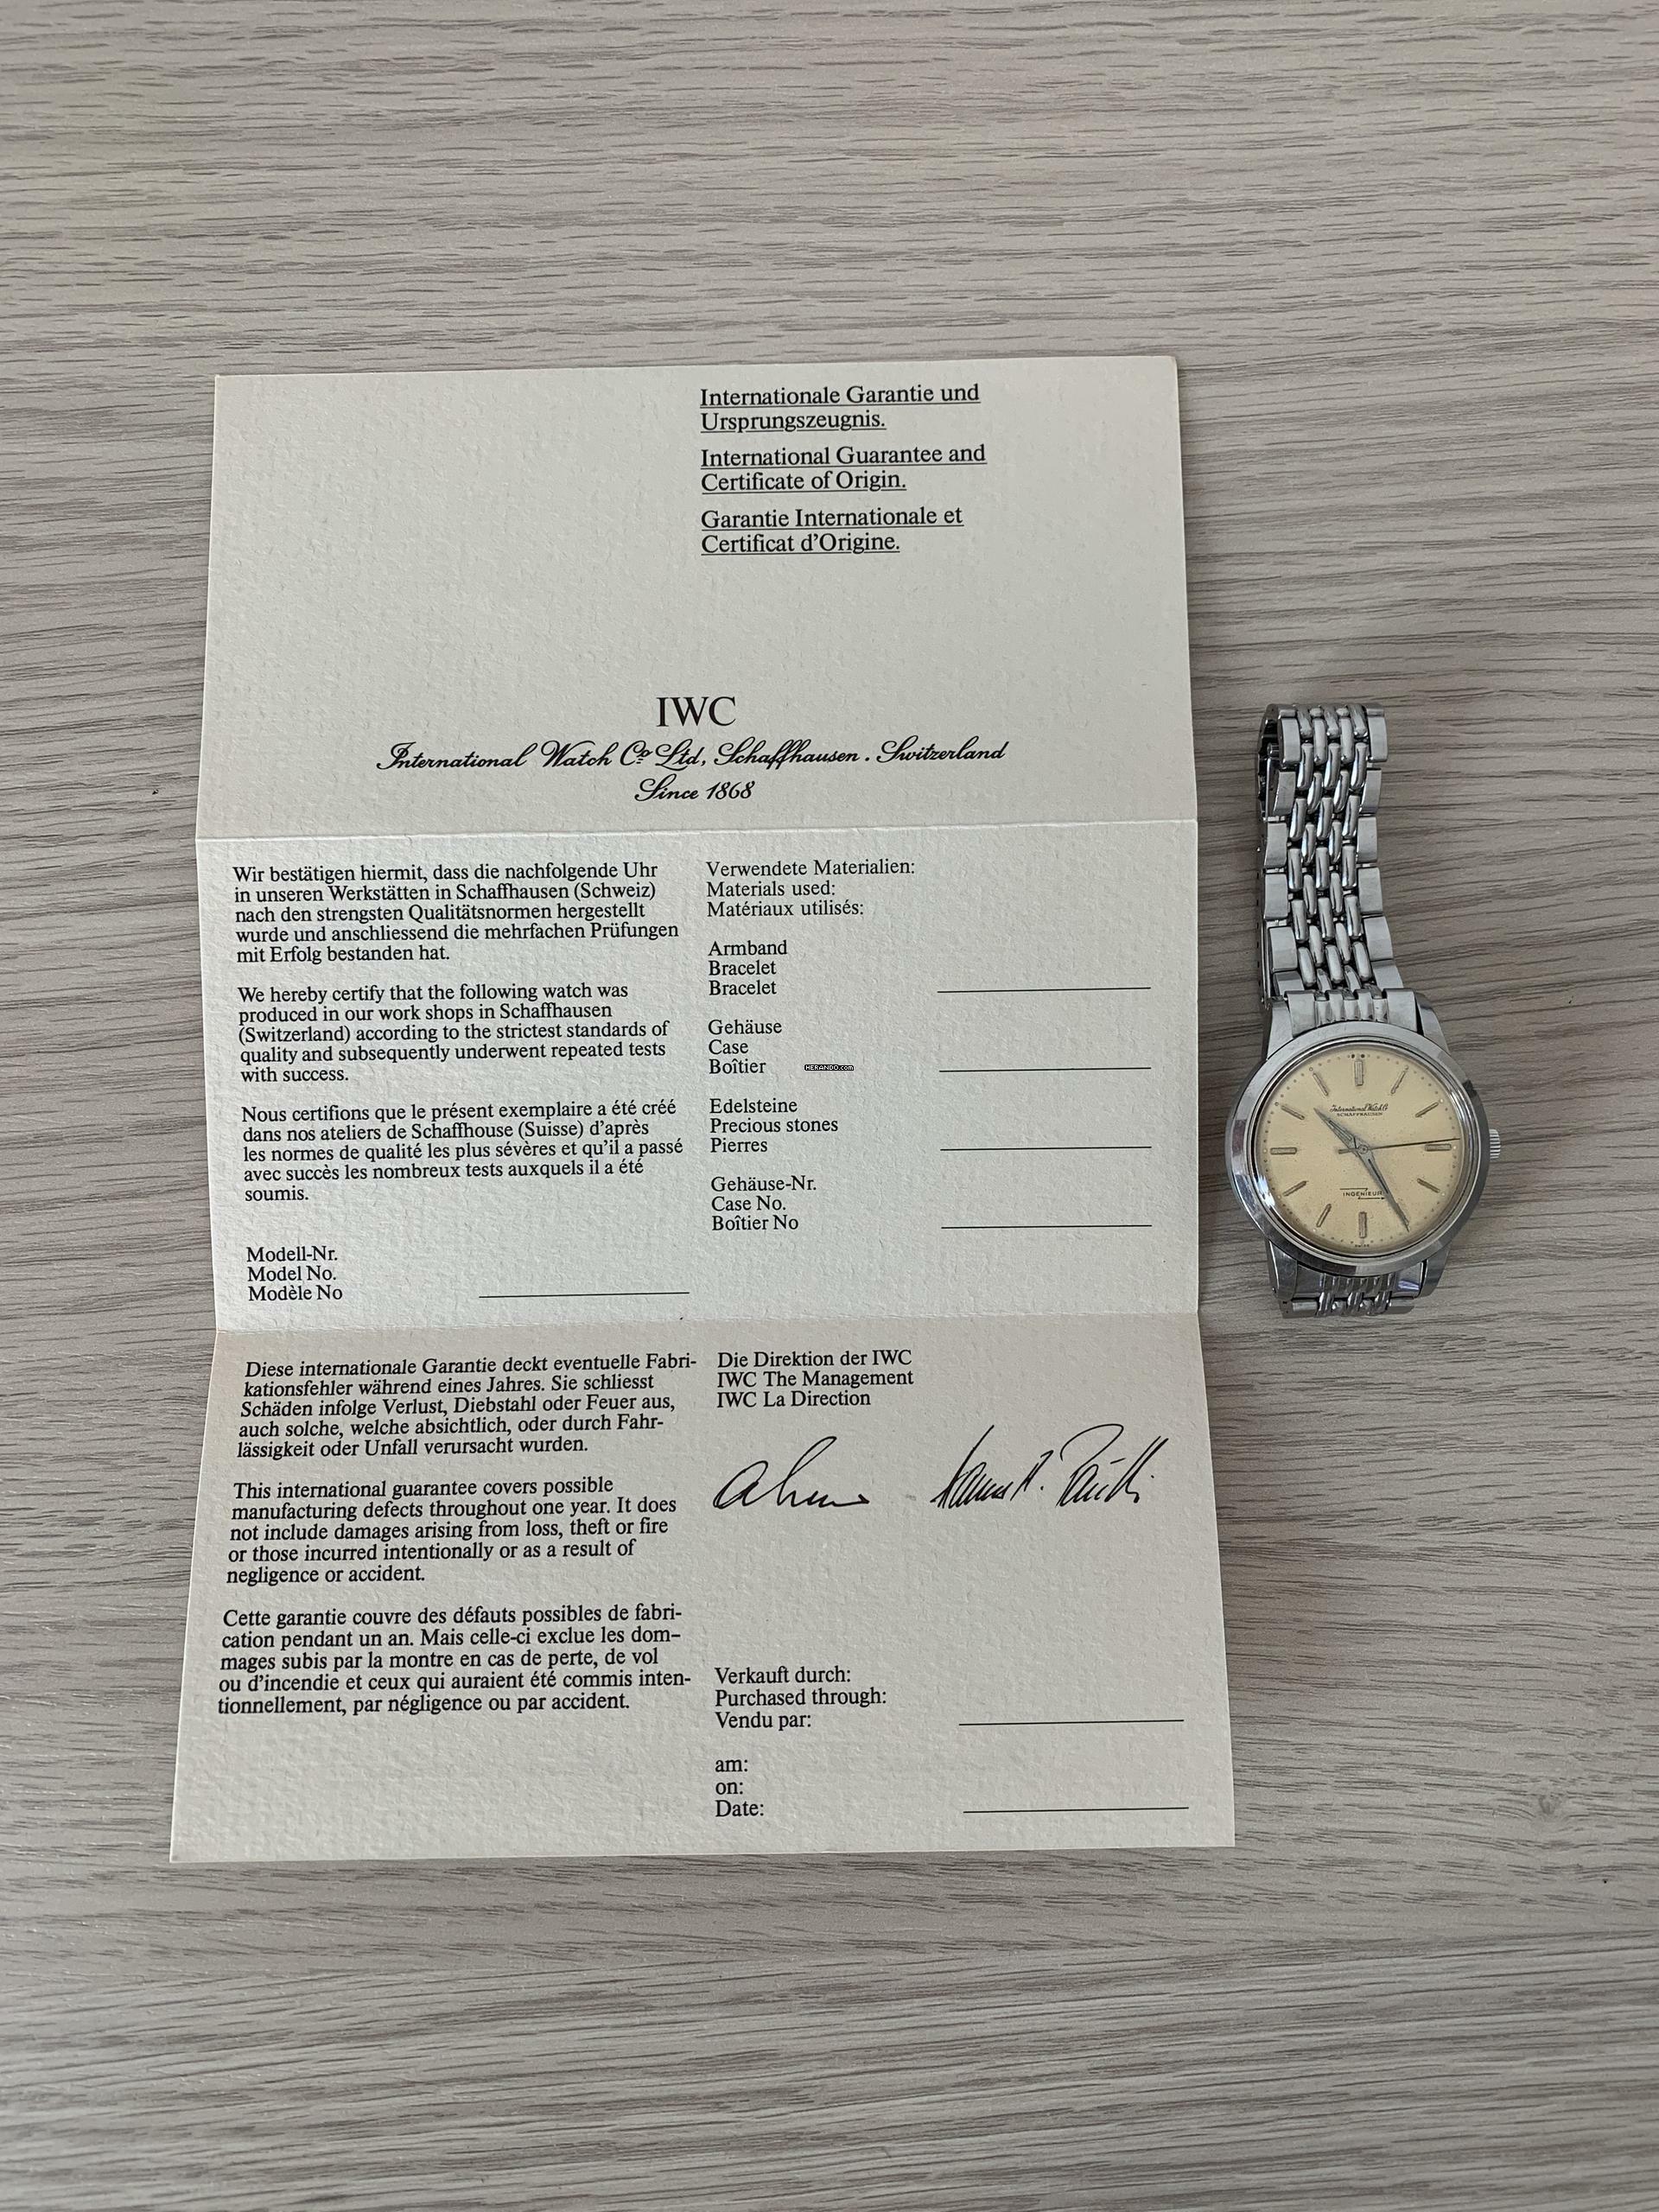 Internationale Garantie und
Ursprungszeugnis.
International Guarantee and
Certificate of Origin.
Garantie Internationale et
Certificat d'Origine.
IWC
International Watch Co Ltd, Schaffhausen . Switzerland
Since 1868
Wir bestätigen hiermit, dass die nachfolgende Uhr
in unseren Werkstätten in Schaffhausen (Schweiz)
nach den strengsten Qualitätsnormen hergestellt
wurde und anschliessend die mehrfachen Prüfungen
mit Erfolg bestanden hat.
We hereby certify that the following watch was
produced in our work shops in Schaffhausen
(Switzerland) according to the strictest standards of
quality and subsequently underwent repeated tests
with success.
Nous certifions que le présent exemplaire a été créé
dans nos ateliers de Schaffhouse (Suisse) d'après
les normes de qualité les plus sévères et qu'il a passé
avec succès les nombreux tests auxquels il a été
soumis.
Modell-Nr.
Model No.
Modèle No
Verwendete Materialien:
Materials used:
Matériaux utilisés:
Armband
Bracelet
Bracelet
Gehäuse
Case
Boîtier
HERANDO.com
Edelsteine
Precious stones
Pierres
Gehäuse-Nr.
Case No.
Boîtier No
Diese internationale Garantie deckt eventuelle Fabri-
kationsfehler während eines Jahres. Sie schliesst
Schäden infolge Verlust, Diebstahl oder Feuer aus,
auch solche, welche absichtlich, oder durch Fahr-
lässigkeit oder Unfall verursacht wurden.
This international guarantee covers possible
manufacturing defects throughout one year. It does
not include damages arising from loss, theft or fire
or those incurred intentionally or as a result of
negligence or accident.
Cette garantie couvre des défauts possibles de fabri-
cation pendant un an. Mais celle-ci exclue les dom-
mages subis par la montre en cas de perte, de vol
ou d'incendie et ceux qui auraient été commis inten-
tionnellement, par négligence ou par accident.
Die Direktion der IWC
IWC The Management
IWC La Direction
Verkauft durch:
Purchased through:
Vendu par:
am:
on:
Date:
International Watch Co
SCHAFFHAUSEN
INGENIEUR